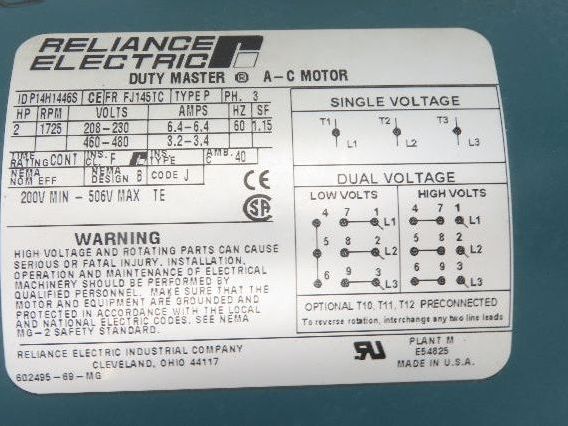 RELIANCE
ELECTRIC
DUTY MASTER ® A-C MOTOR
ID P14H1446S CE/FR FJ145TC TYPE P PH. 3
HP RPM VOLTS AMPS HZ SF
2 1725 208-230 6.4-6.4 60 1.15
460-480 3.2-3.4
TIME RATING CONT INS. CL. F INS. TYPE AMB. C 40
NEMA NOM EFF NEMA DESIGN B CODE J
200V MIN - 506V MAX TE
CE
SA
WARNING
HIGH VOLTAGE AND ROTATING PARTS CAN CAUSE
SERIOUS OR FATAL INJURY. INSTALLATION,
OPERATION AND MAINTENANCE OF ELECTRICAL
MACHINERY SHOULD BE PERFORMED BY
QUALIFIED PERSONNEL. MAKE SURE THAT THE
MOTOR AND EQUIPMENT ARE GROUNDED AND
PROTECTED IN ACCORDANCE WITH THE LOCAL
AND NATIONAL ELECTRIC CODES. SEE NEMA
MG-2 SAFETY STANDARD.
RELIANCE ELECTRIC INDUSTRIAL COMPANY
CLEVELAND, OHIO 44117
602495-69-MG
SINGLE VOLTAGE
T1 T2 T3
L1 L2 L3
DUAL VOLTAGE
LOW VOLTS HIGH VOLTS
4 7 1 L1 4 7 1 L1
5 8 2 L2 5 8 2 L2
6 9 3 L3 6 9 3 L3
OPTIONAL T10, T11, T12 PRECONNECTED
To reverse rotation, interchange any two line leads
PLANT M
E54825
MADE IN U.S.A.